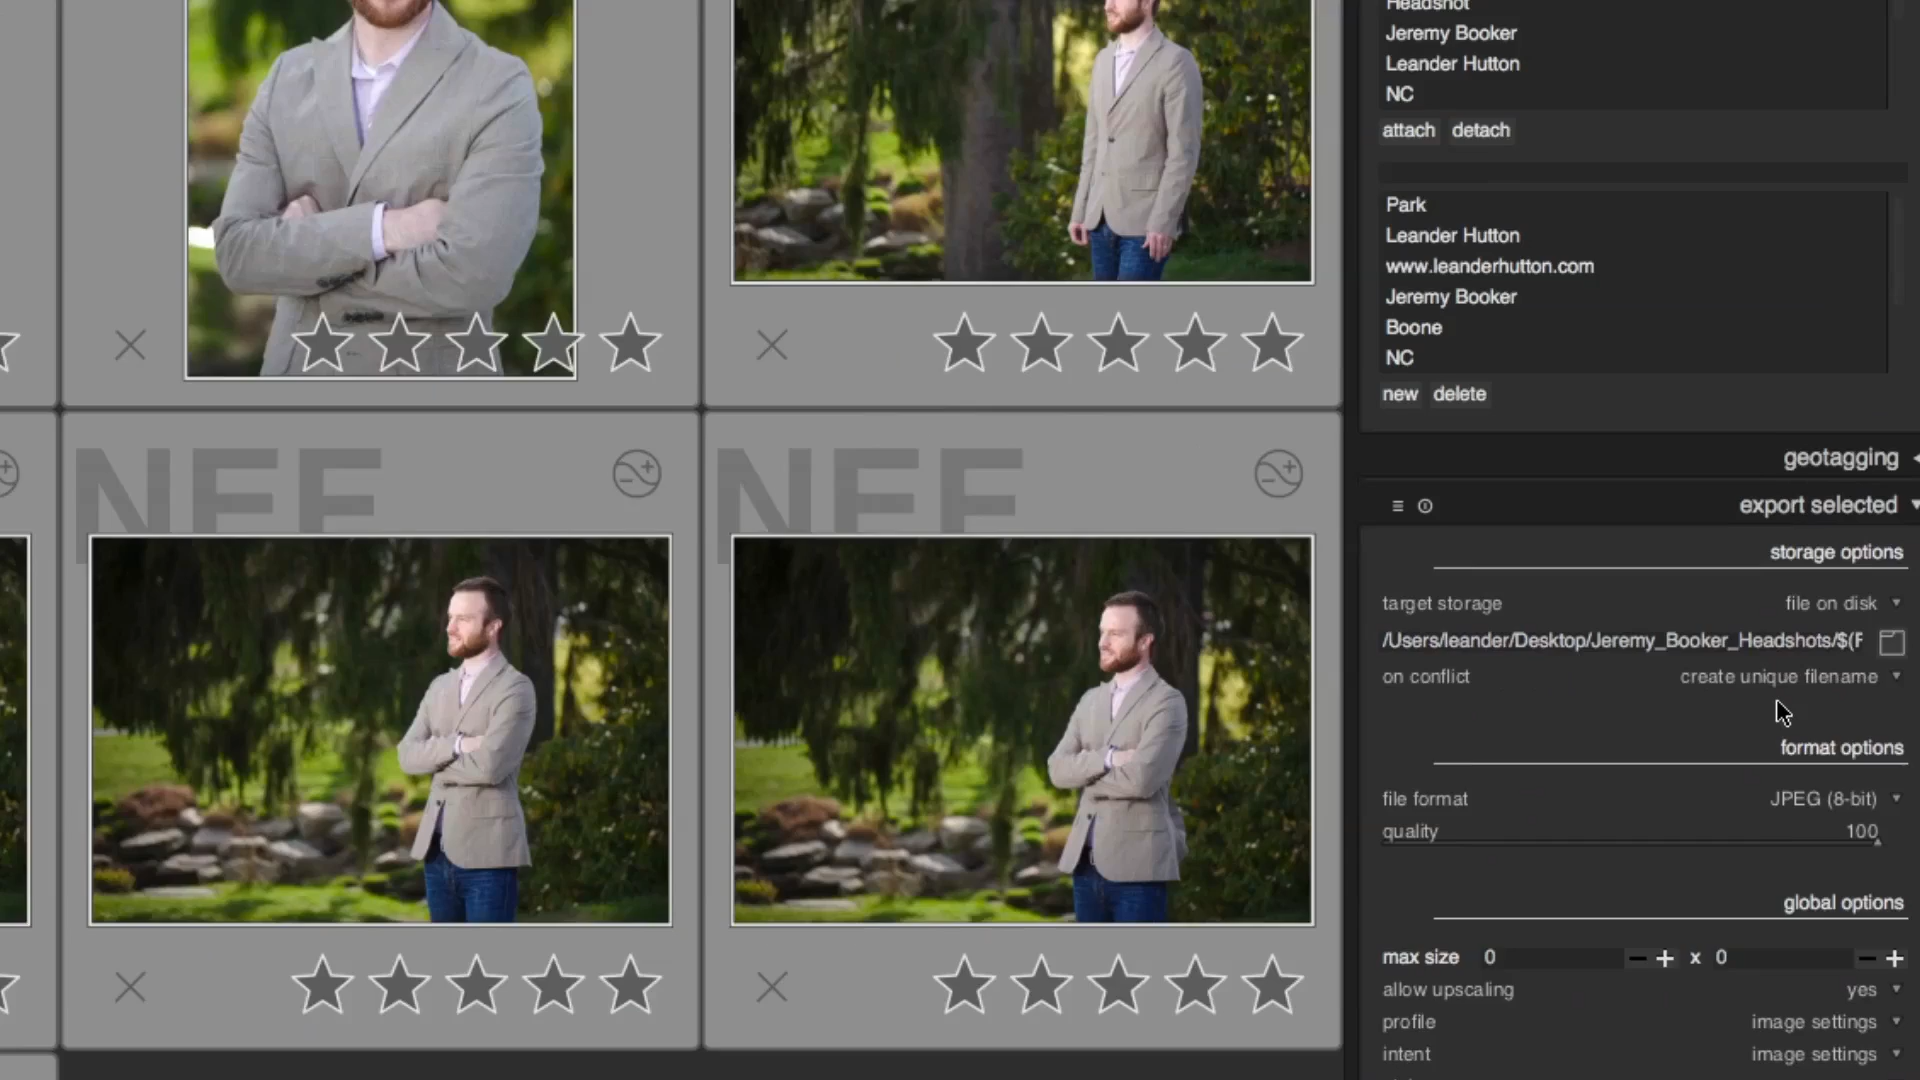 Headshot
Jeremy Booker
Leander Hutton
NC
attach detach
Park
Leander Hutton
www.leanderhutton.com
Jeremy Booker
Boone
NC
new delete
NEF NEF
geotagging
export selected
storage options
target storage file on disk
/Users/leander/Desktop/Jeremy_Booker_Headshots/$(F
on conflict create unique filename
format options
file format JPEG (8-bit)
quality 100
global options
max size 0 x 0
allow upscaling yes
profile image settings
intent image settings